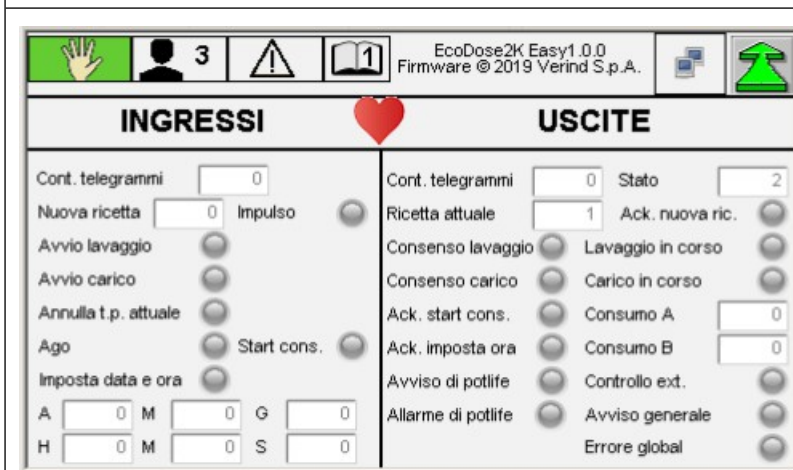 3
1
EcoDose2K Easy1.0.0
Firmware © 2019 Verind S.p.A.
INGRESSI
USCITE
Cont. telegrammi 0
Nuova ricetta 0 Impulso
Avvio lavaggio
Avvio carico
Annulla t.p. attuale
Ago Start cons.
Imposta data e ora
A 0 M 0 G 0
H 0 M 0 S 0
Cont. telegrammi 0 Stato 2
Ricetta attuale 1 Ack. nuova ric.
Consenso lavaggio Lavaggio in corso
Consenso carico Carico in corso
Ack. start cons. Consumo A 0
Ack. imposta ora Consumo B 0
Avviso di potlife Controllo ext.
Allarme di potlife Avviso generale
Errore global